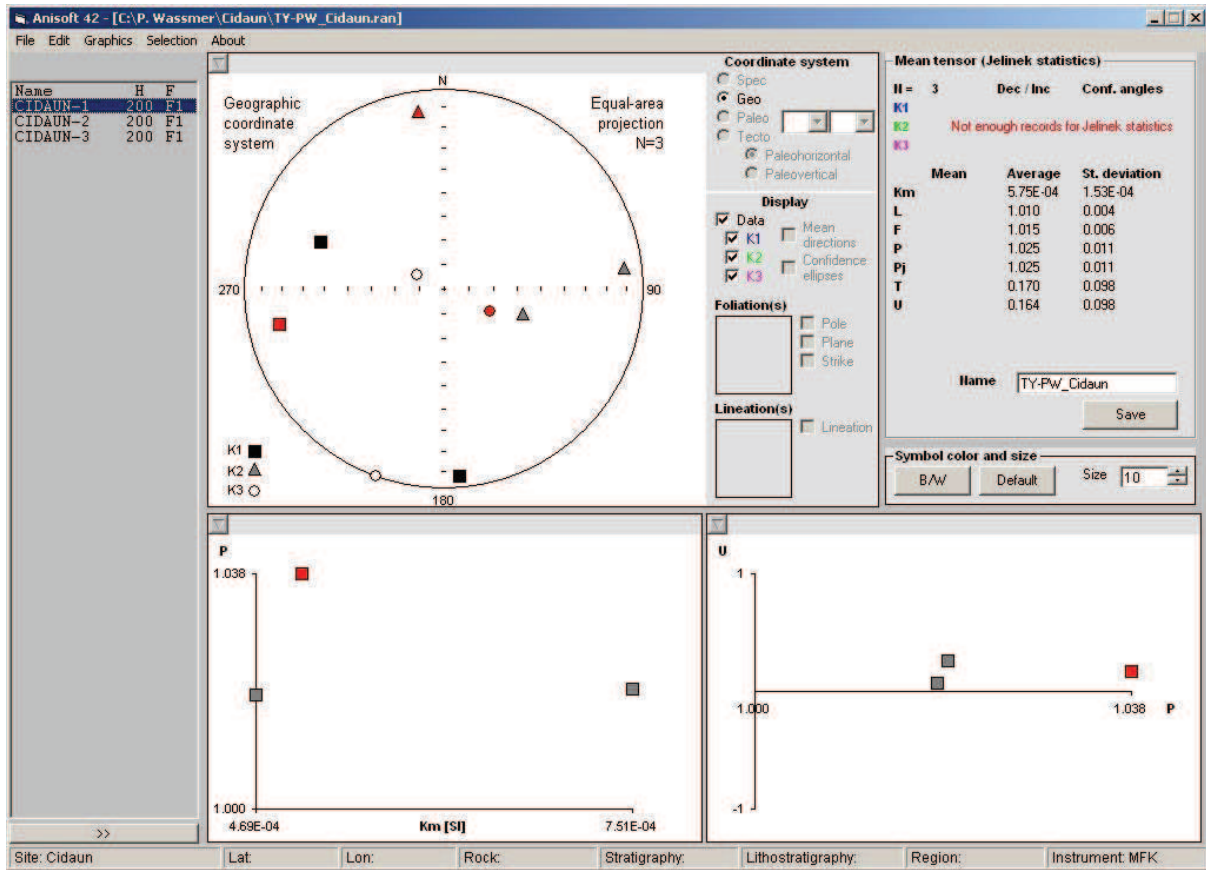 Anisoft 42 - [C:\P. Wassmer\Cidaun\TY-PW_Cidaun.ran]
File Edit Graphics Selection About
Name H F
CIDAUN-1 200 F1
CIDAUN-2 200 F1
CIDAUN-3 200 F1
>>
Geographic
coordinate
system
N
Equal-area
projection
N=3
270
90
180
K1
K2
K3
Coordinate system
Spec
Geo
Paleo
Tecto
Paleohorizontal
Paleovertical
Display
Data
K1
K2
K3
Mean
directions
Confidence
ellipses
Foliation(s)
Pole
Plane
Strike
Lineation(s)
Lineation
Mean tensor (Jelinek statistics)
N = 3 Dec / Inc Conf. angles
K1
K2 Not enough records for Jelinek statistics
K3
Mean Average St. deviation
Km 5.75E-04 1.53E-04
L 1.010 0.004
F 1.015 0.006
P 1.025 0.011
Pj 1.025 0.011
T 0.170 0.098
U 0.164 0.098
Name TY-PW_Cidaun
Save
Symbol color and size
B/W Default Size 10
P
1.038
1.000
4.69E-04 Km [SI] 7.51E-04
U
1
1.000 1.038 P
-1
Site: Cidaun Lat: Lon: Rock: Stratigraphy: Lithostratigraphy: Region: Instrument: MFK